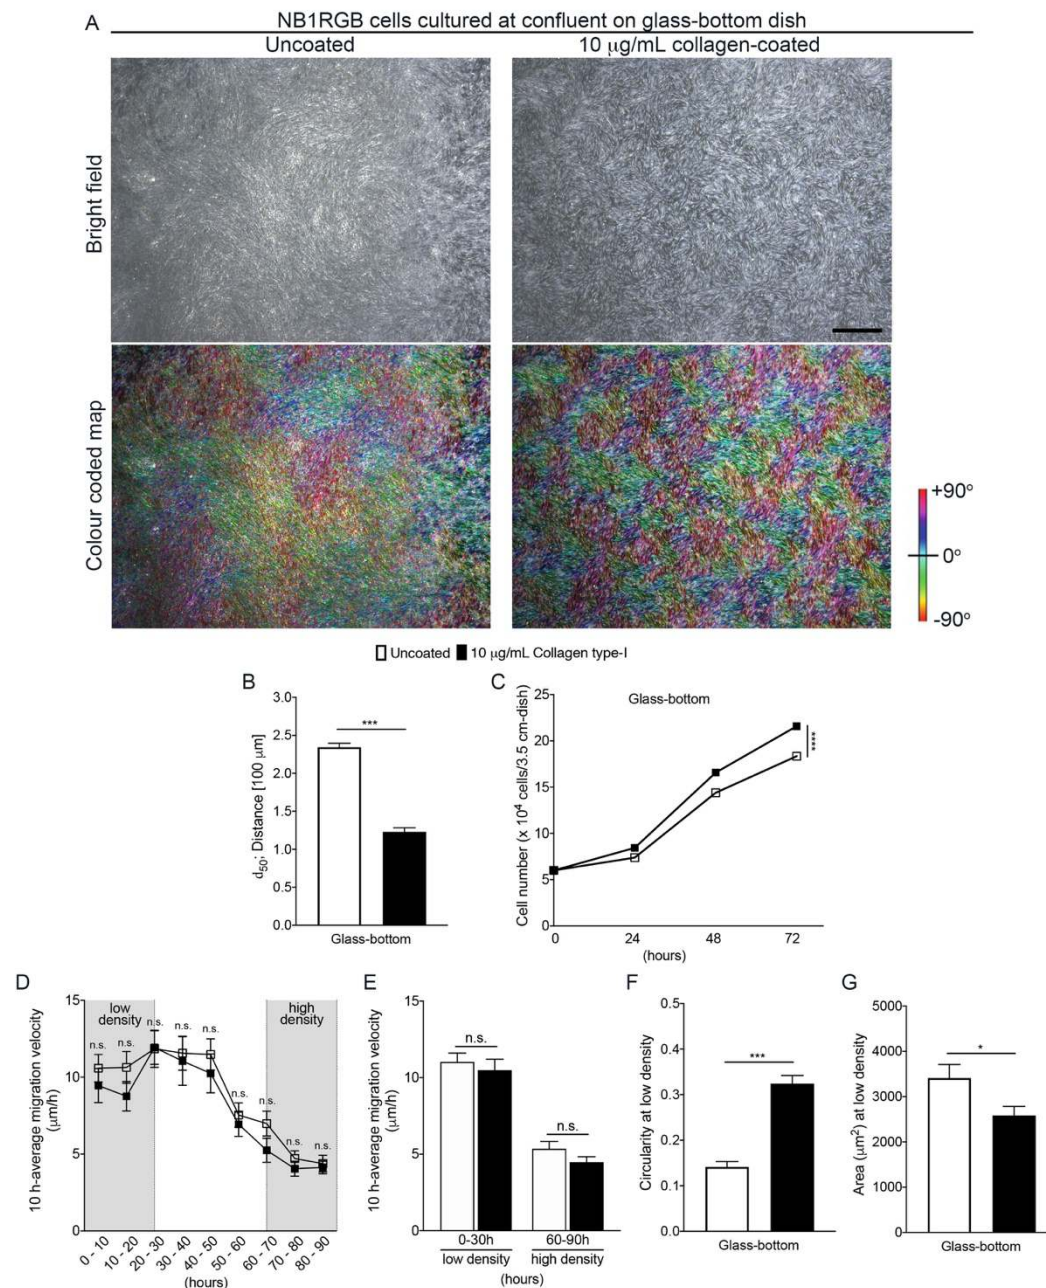 A
NB1RGB cells cultured at confluent on glass-bottom dish
Uncoated
10 µg/mL collagen-coated
Bright field
Colour coded map
+90°
0°
-90°
Uncoated
10 µg/mL Collagen type-I
B
d50; Distance [100 µm]
3.0
2.5
2.0
1.5
1.0
0.5
0.0
***
Glass-bottom
C
Glass-bottom
Cell number (x 10⁴ cells/3.5 cm-dish)
25
20
15
10
5
0
****
0 24 48 72
(hours)
D
10 h-average migration velocity
(µm/h)
15
10
5
0
low
density
high
density
n.s. n.s. n.s. n.s. n.s. n.s. n.s. n.s. n.s.
0 - 10
10 - 20
20 - 30
30 - 40
40 - 50
50 - 60
60 - 70
70 - 80
80 - 90
(hours)
E
10 h-average migration velocity
(µm/h)
15
10
5
0
n.s.
n.s.
0-30h 60-90h
low density high density
(hours)
F
Circularity at low density
0.5
0.4
0.3
0.2
0.1
0.0
***
Glass-bottom
G
Area (µm²) at low density
5000
4000
3000
2000
1000
0
*
Glass-bottom